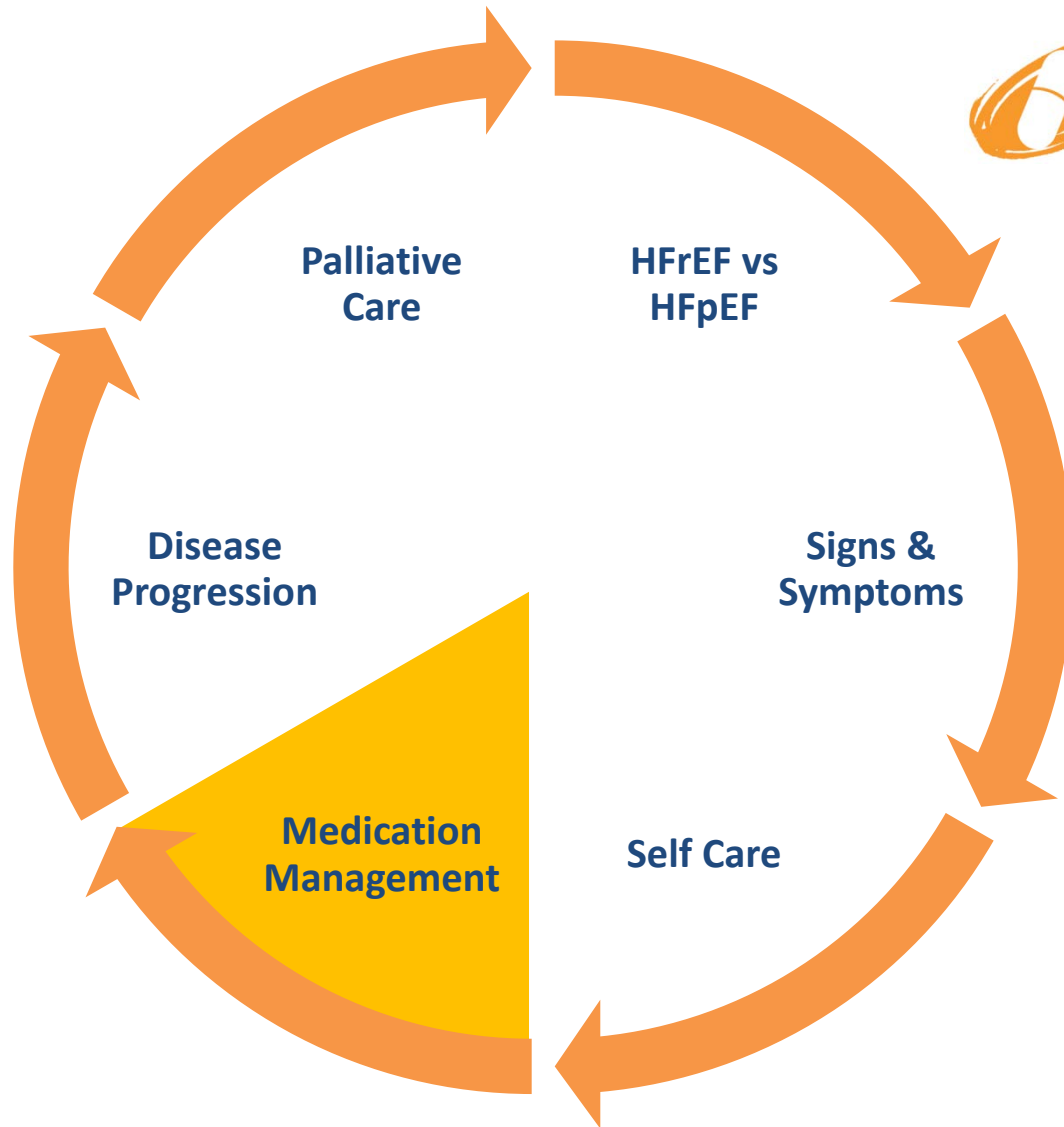 Palliative
Care
HFrEF vs
HFpEF
Disease
Progression
Signs &
Symptoms
Medication
Management
Self Care